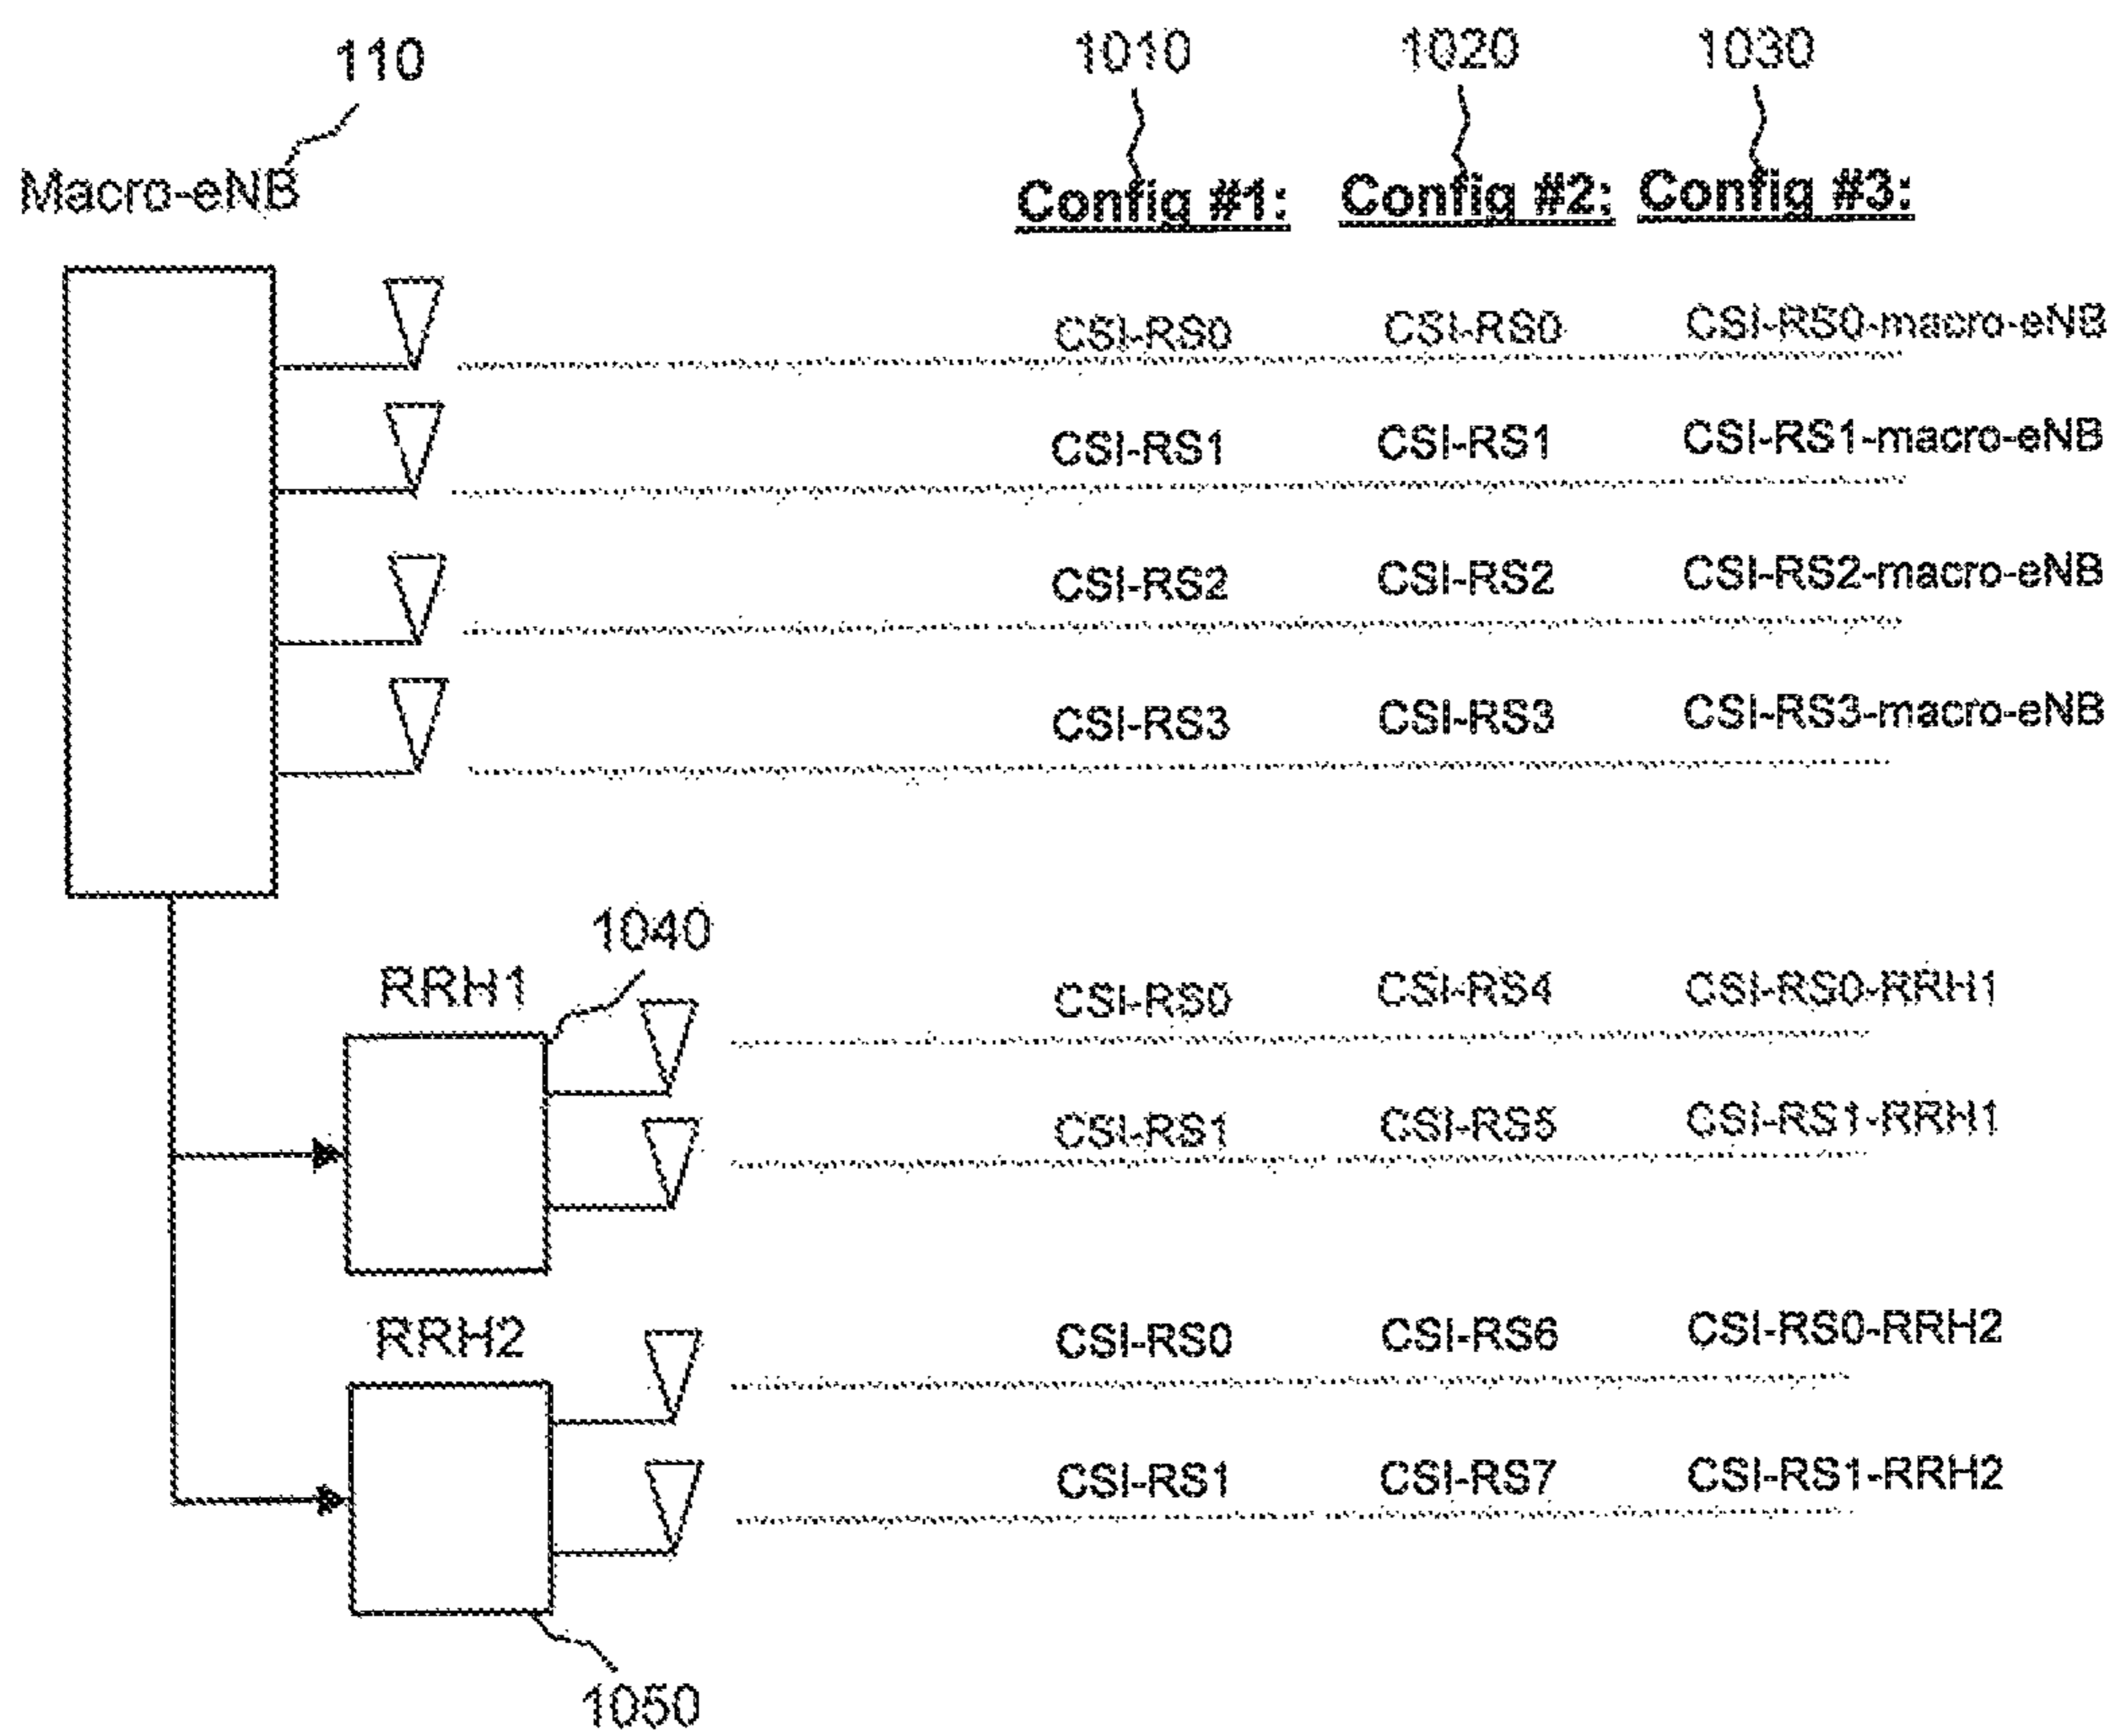 110 1010 1020 1030
Macro-eNB Config #1: Config #2: Config #3:
CSI-RS0 CSI-RS0 CSI-RS0-macro-eNB
CSI-RS1 CSI-RS1 CSI-RS1-macro-eNB
CSI-RS2 CSI-RS2 CSI-RS2-macro-eNB
CSI-RS3 CSI-RS3 CSI-RS3-macro-eNB
1040
RRH1 CSI-RS0 CSI-RS4 CSI-RS0-RRH1
CSI-RS1 CSI-RS5 CSI-RS1-RRH1
RRH2 CSI-RS0 CSI-RS6 CSI-RS0-RRH2
CSI-RS1 CSI-RS7 CSI-RS1-RRH2
1050